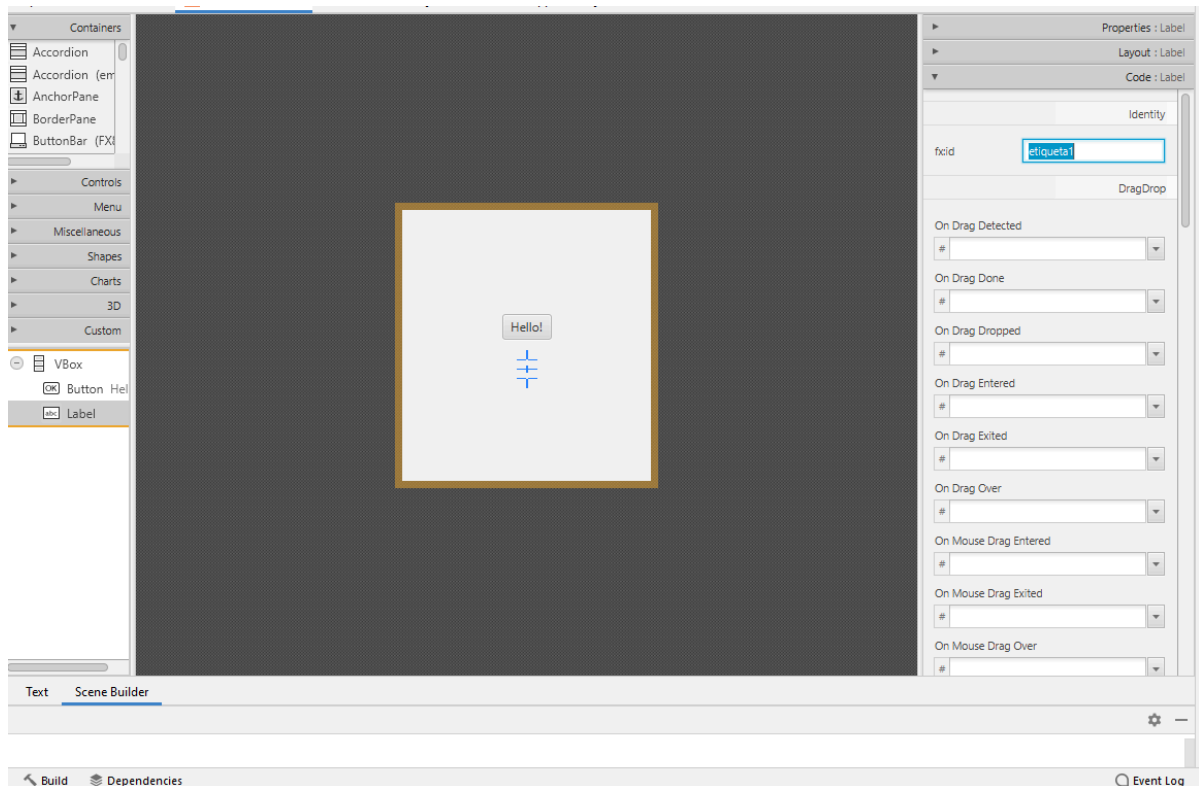 Containers
Accordion
Accordion (em
AnchorPane
BorderPane
ButtonBar (FX8
Controls
Menu
Miscellaneous
Shapes
Charts
3D
Custom
VBox
OK Button Hel
abc Label
Hello!
Properties : Label
Layout : Label
Code : Label
Identity
fx:id etiqueta1
DragDrop
On Drag Detected
#
On Drag Done
#
On Drag Dropped
#
On Drag Entered
#
On Drag Exited
#
On Drag Over
#
On Mouse Drag Entered
#
On Mouse Drag Exited
#
On Mouse Drag Over
#
Text Scene Builder
Build Dependencies Event Log